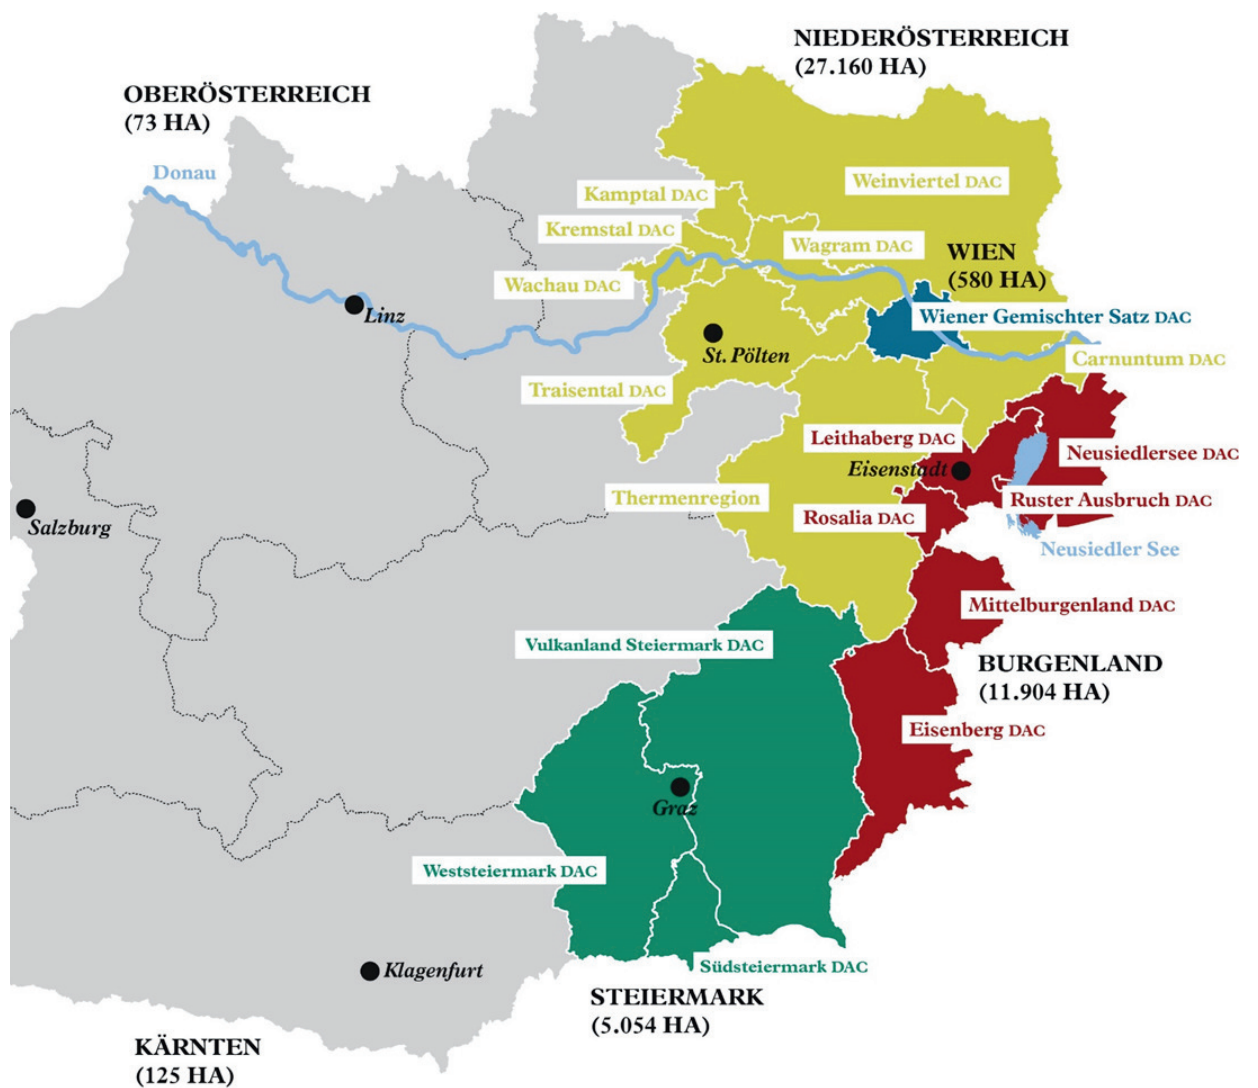 NIEDERÖSTERREICH
(27.160 HA)
OBERÖSTERREICH
(73 HA)
Donau
Weinviertel DAC
Kamptal DAC
Kremstal DAC
Wagram DAC
WIEN
(580 HA)
Wachau DAC
Linz
Wiener Gemischter Satz DAC
St. Pölten
Carnuntum DAC
Traisental DAC
Leithaberg DAC
Neusiedlersee DAC
Eisenstadt
Thermenregion
Ruster Ausbruch DAC
Rosalia DAC
Salzburg
Neusiedler See
Mittelburgenland DAC
Vulkanland Steiermark DAC
BURGENLAND
(11.904 HA)
Eisenberg DAC
Graz
Weststeiermark DAC
Südsteiermark DAC
Klagenfurt
STEIERMARK
(5.054 HA)
KÄRNTEN
(125 HA)